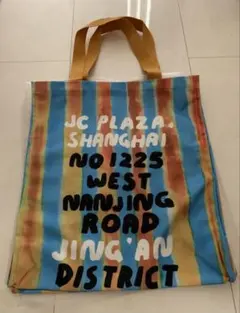 JC PLAZA.
SHANGHAI
NO 1225
WEST
NANJING
ROAD
JING'AN
DISTRICT